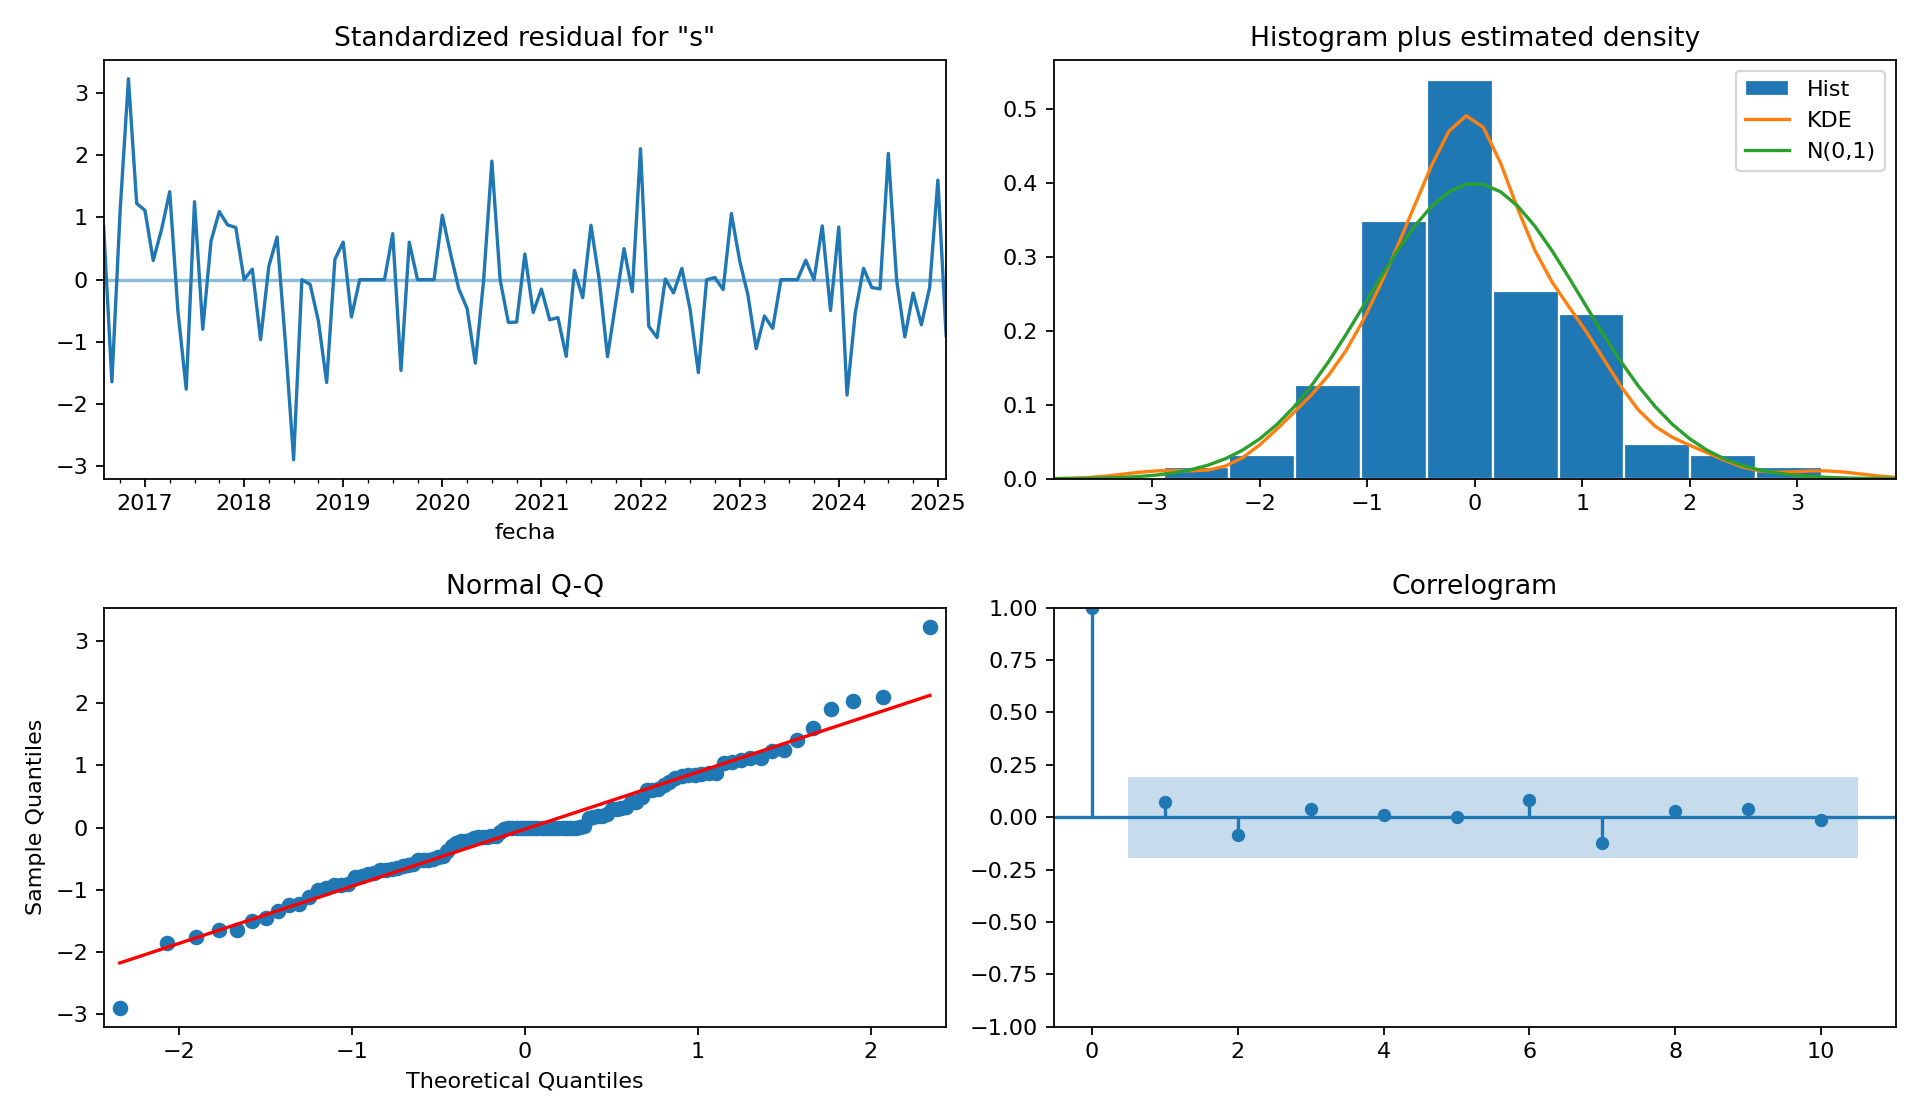 Standardized residual for "s"
3
2
1
0
−1
−2
−3
2017 2018 2019 2020 2021 2022 2023 2024 2025
fecha
Histogram plus estimated density
Hist
KDE
N(0,1)
0.5
0.4
0.3
0.2
0.1
0.0
−3 −2 −1 0 1 2 3
Normal Q-Q
Sample Quantiles
3
2
1
0
−1
−2
−3
−2 −1 0 1 2
Theoretical Quantiles
Correlogram
1.00
0.75
0.50
0.25
0.00
−0.25
−0.50
−0.75
−1.00
0 2 4 6 8 10